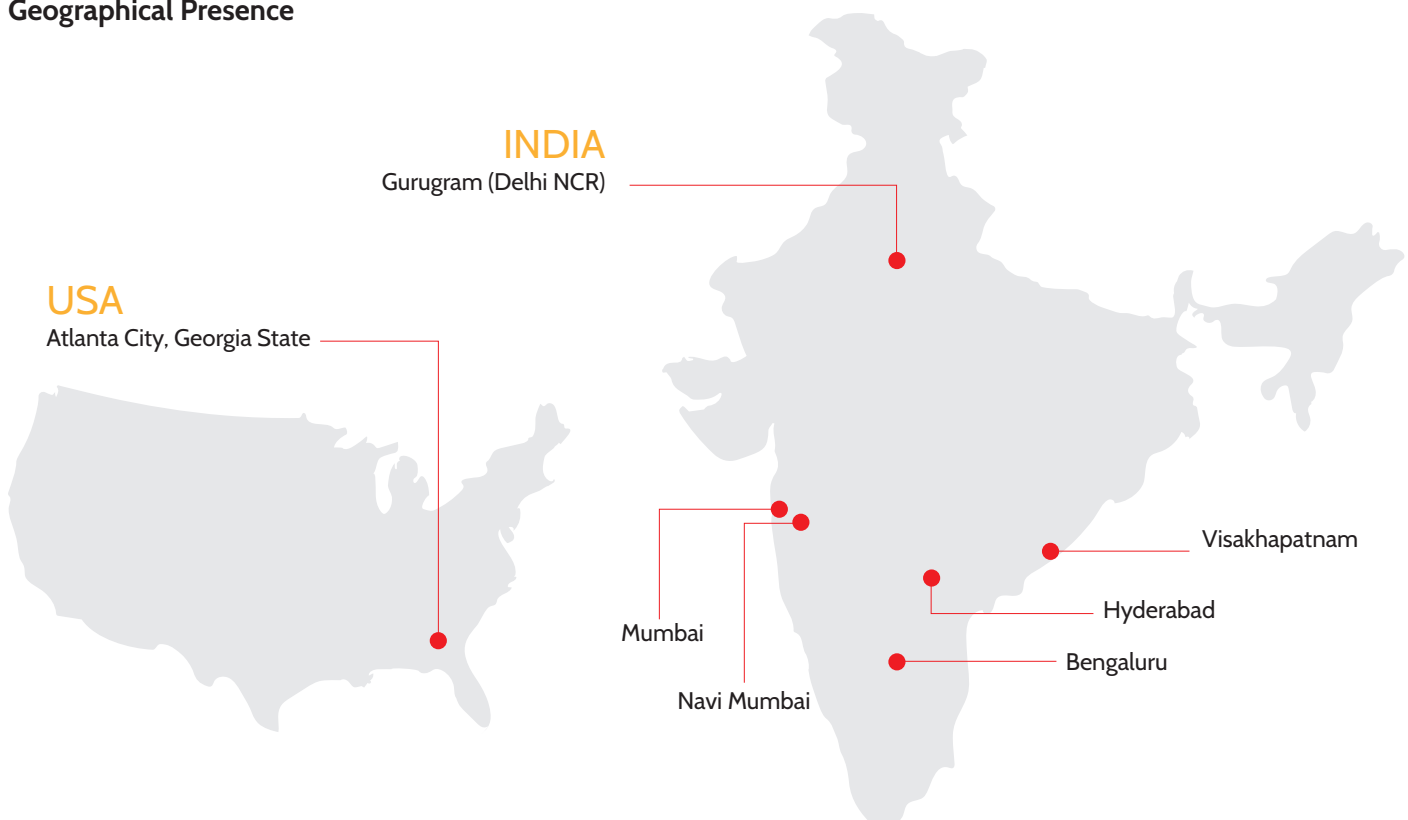 Geographical Presence
INDIA
Gurugram (Delhi NCR)
USA
Atlanta City, Georgia State
Visakhapatnam
Hyderabad
Mumbai
Bengaluru
Navi Mumbai